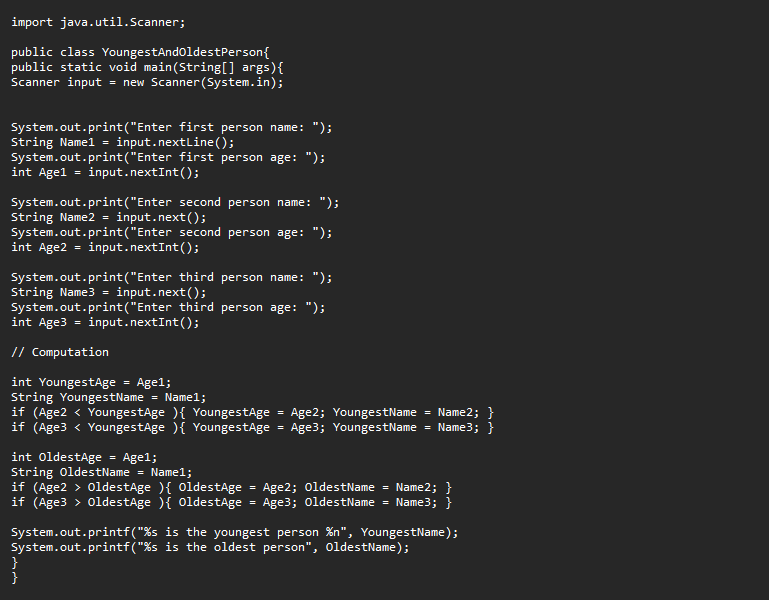 import java.util.Scanner;
public class YoungestAndOldestPerson{
public static void main(String[] args){
Scanner input = new Scanner(System.in);
System.out.print("Enter first person name: ");
String Name1 = input.nextLine();
System.out.print("Enter first person age: ");
int Age1 = input.nextInt();
System.out.print("Enter second person name: ");
String Name2 = input.next();
System.out.print("Enter second person age: ");
int Age2 = input.nextInt();
System.out.print("Enter third person name: ");
String Name3 = input.next();
System.out.print("Enter third person age: ");
int Age3 = input.nextInt();
// Computation
int YoungestAge = Age1;
String YoungestName = Name1;
if (Age2 < YoungestAge ){ YoungestAge = Age2; YoungestName = Name2; }
if (Age3 < YoungestAge ){ YoungestAge = Age3; YoungestName = Name3; }
int OldestAge = Age1;
String OldestName = Name1;
if (Age2 > OldestAge ){ OldestAge = Age2; OldestName = Name2; }
if (Age3 > OldestAge ){ OldestAge = Age3; OldestName = Name3; }
System.out.printf("%s is the youngest person %n", YoungestName);
System.out.printf("%s is the oldest person", OldestName);
}
}